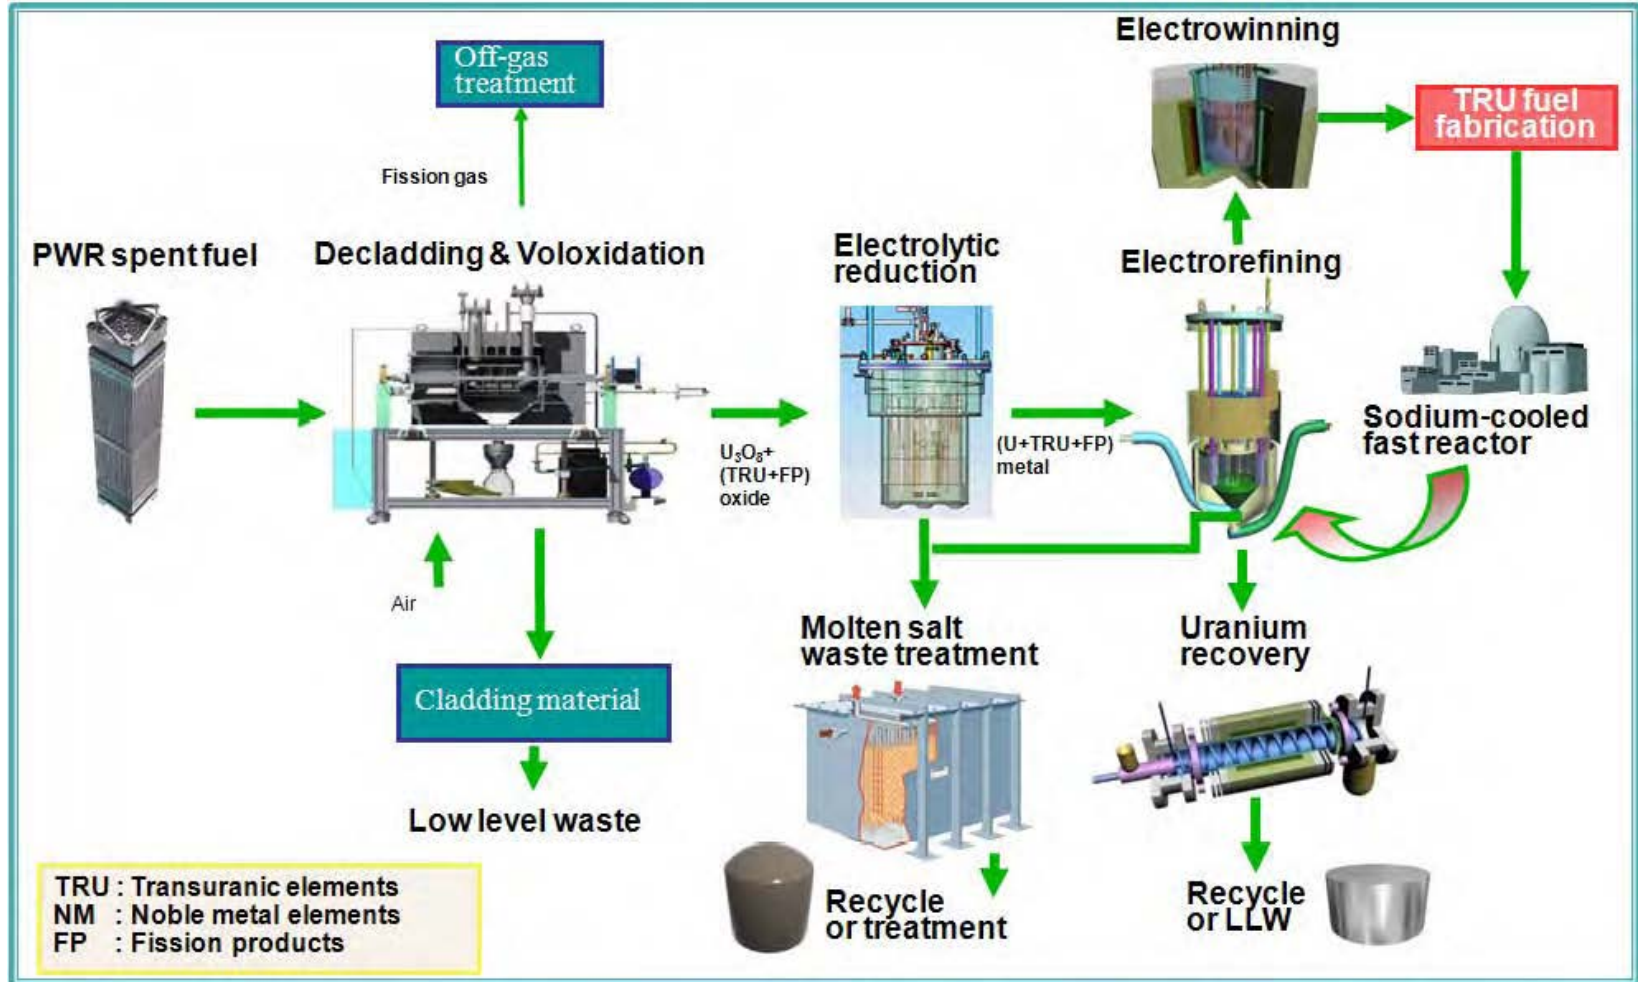 Electrowinning
Off-gas
treatment
TRU fuel
fabrication
Fission gas
PWR spent fuel
Decladding & Voloxidation
Electrolytic
reduction
Electrorefining
Sodium-cooled
fast reactor
U₃O₈+
(TRU+FP)
oxide
(U+TRU+FP)
metal
Air
Molten salt
waste treatment
Uranium
recovery
Cladding material
Low level waste
Recycle
or treatment
Recycle
or LLW
TRU : Transuranic elements
NM : Noble metal elements
FP : Fission products